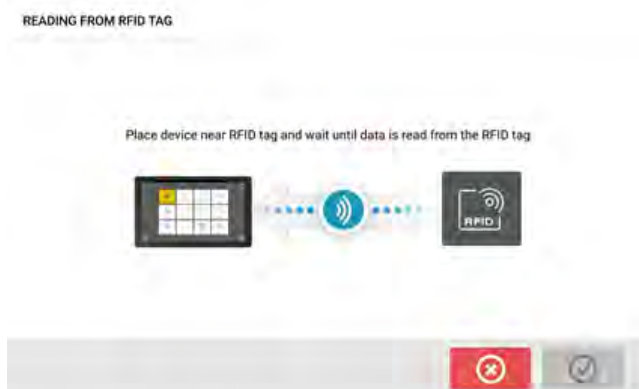 READING FROM RFID TAG
Place device near RFID tag and wait until data is read from the RFID tag
RFID